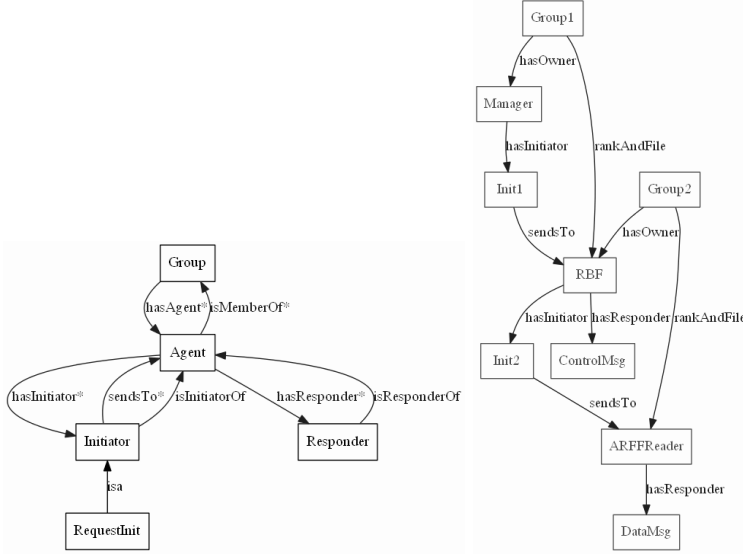 Group
hasAgent* isMemberOf*
Agent
hasInitiator* sendsTo* isInitiatorOf hasResponder* isResponderOf
Initiator Responder
isa
RequestInit
Group1
hasOwner
Manager
hasInitiator rankAndFile
Init1 Group2
sendsTo hasOwner
RBF
hasInitiator hasResponder rankAndFile
Init2 ControlMsg
sendsTo
ARFFReader
hasResponder
DataMsg